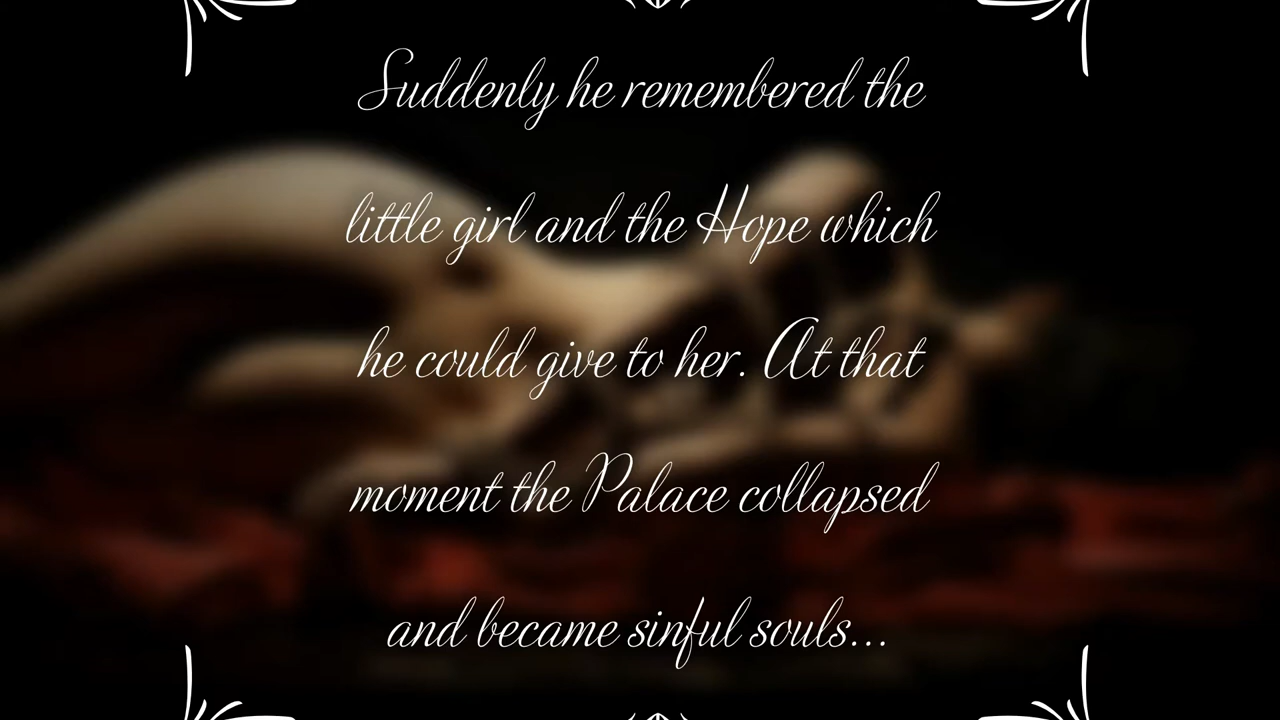 Suddenly he remembered the
little girl and the Hope which
he could give to her. At that
moment the Palace collapsed
and became sinful souls...